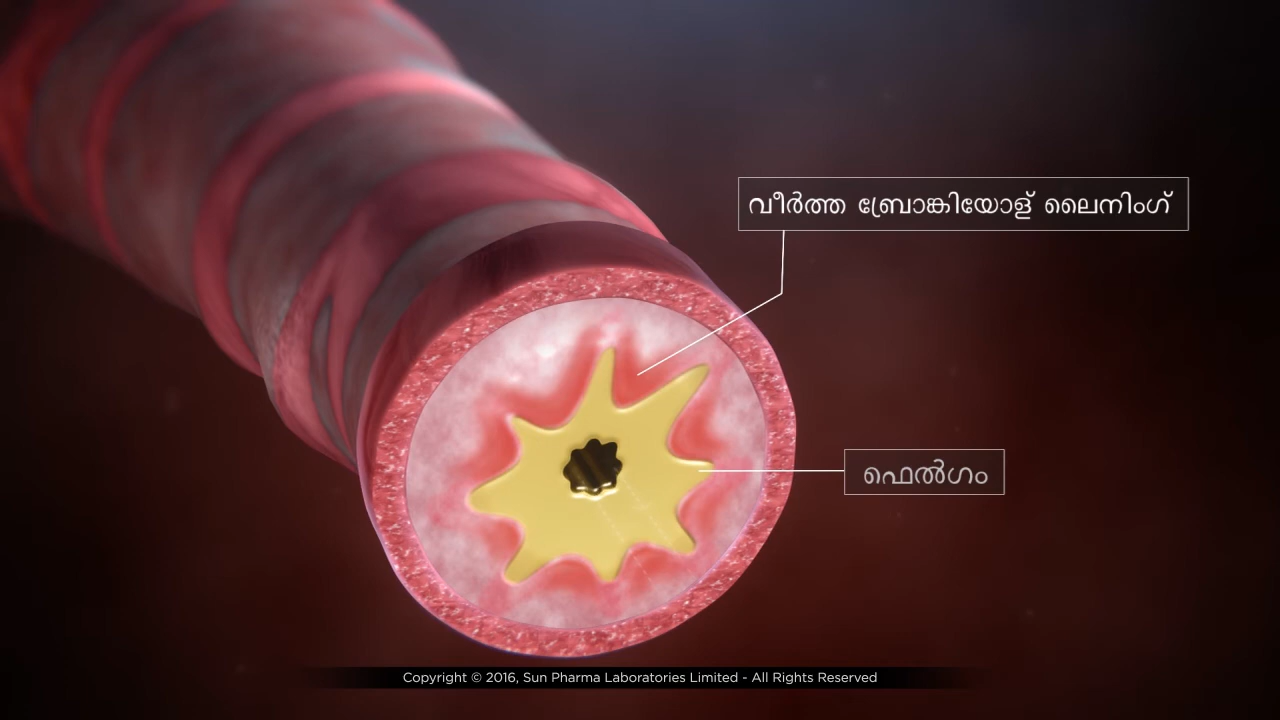 വീർത്ത ബ്രോങ്കിയോള് ലൈനിംഗ്
ഫെൽഗം
Copyright © 2016, Sun Pharma Laboratories Limited - All Rights Reserved